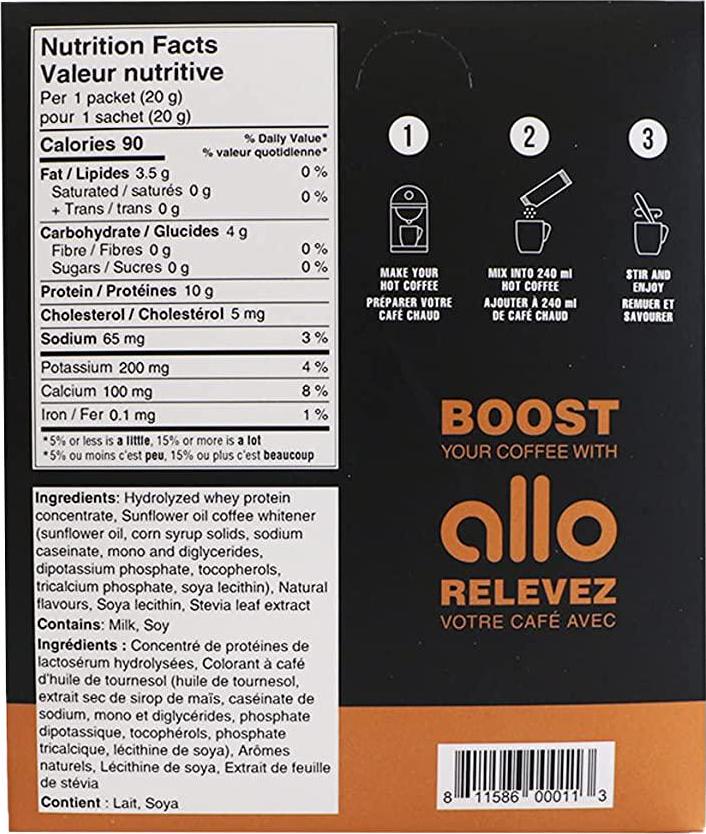 Nutrition Facts
Valeur nutritive
Per 1 packet (20 g)
pour 1 sachet (20 g)
Calories 90
% Daily Value*
% valeur quotidienne*
Fat / Lipides 3.5 g 0 %
Saturated / saturés 0 g
+ Trans / trans 0 g 0 %
Carbohydrate / Glucides 4 g
Fibre / Fibres 0 g 0 %
Sugars / Sucres 0 g 0 %
Protein / Protéines 10 g
Cholesterol / Cholestérol 5 mg
Sodium 65 mg 3 %
Potassium 200 mg 4 %
Calcium 100 mg 8 %
Iron / Fer 0.1 mg 1 %
*5% or less is a little, 15% or more is a lot
*5% ou moins c'est peu, 15% ou plus c'est beaucoup
Ingredients: Hydrolyzed whey protein
concentrate, Sunflower oil coffee whitener
(sunflower oil, corn syrup solids, sodium
caseinate, mono and diglycerides,
dipotassium phosphate, tocopherols,
tricalcium phosphate, soya lecithin), Natural
flavours, Soya lecithin, Stevia leaf extract
Contains: Milk, Soy
Ingrédients : Concentré de protéines de
lactosérum hydrolysées, Colorant à café
d'huile de tournesol (huile de tournesol,
extrait sec de sirop de maïs, caséinate de
sodium, mono et diglycérides, phosphate
dipotassique, tocophérols, phosphate
tricalcique, lécithine de soya), Arômes
naturels, Lécithine de soya, Extrait de feuille
de stévia
Contient : Lait, Soya
1
MAKE YOUR
HOT COFFEE
PRÉPARER VOTRE
CAFÉ CHAUD
2
MIX INTO 240 ml
HOT COFFEE
AJOUTER À 240 ml
DE CAFÉ CHAUD
3
STIR AND
ENJOY
REMUER ET
SAVOURER
BOOST
YOUR COFFEE WITH
allo
RELEVEZ
VOTRE CAFÉ AVEC
8 11586 00011 3